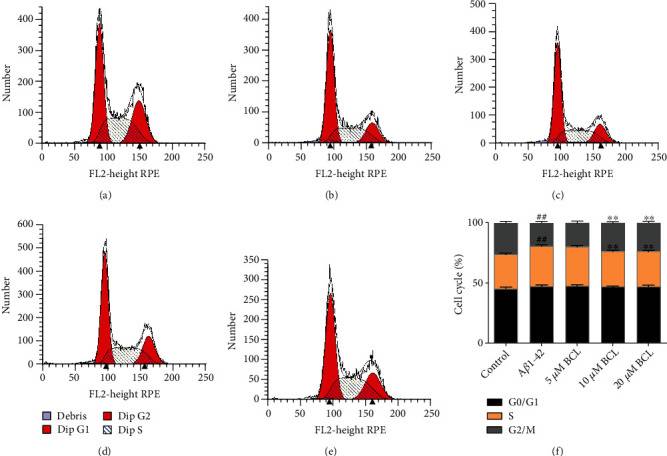 400
300
200
100
0
Number
0 50 100 150 200 250
FL2-height RPE
(a)
400
300
200
100
0
Number
0 50 100 150 200 250
FL2-height RPE
(b)
500
400
300
200
100
0
Number
0 50 100 150 200 250
FL2-height RPE
(c)
600
500
400
300
200
100
0
Number
0 50 100 150 200 250
FL2-height RPE
Debris
Dip G1
Dip G2
Dip S
(d)
350
300
250
200
150
100
50
0
Number
0 50 100 150 200 250
FL2-height RPE
(e)
100
50
0
Cell cycle (%)
##
##
⁎⁎
⁎⁎
⁎⁎
⁎⁎
Control
Aβ1-42
5 μM BCL
10 μM BCL
20 μM BCL
G0/G1
S
G2/M
(f)